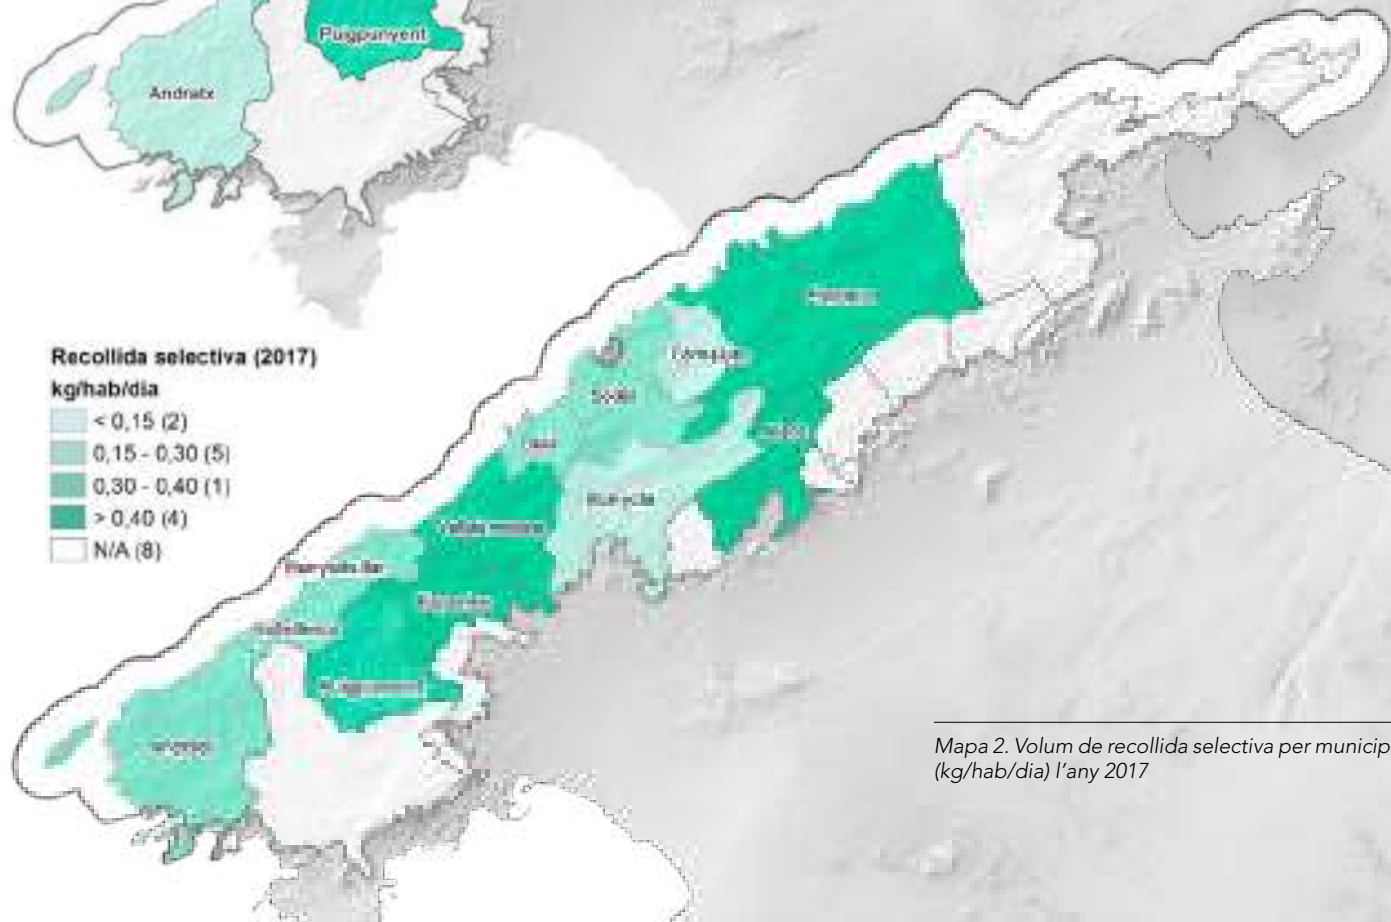 Puigpunyent
Andratx
Recollida selectiva (2017)
kg/hab/dia
< 0,15 (2)
0,15 - 0,30 (5)
0,30 - 0,40 (1)
> 0,40 (4)
N/A (8)
Sóller
Bunyola
Valldemossa
Banyalbufar
Puigpunyent
Mapa 2. Volum de recollida selectiva per municip
(kg/hab/dia) l'any 2017